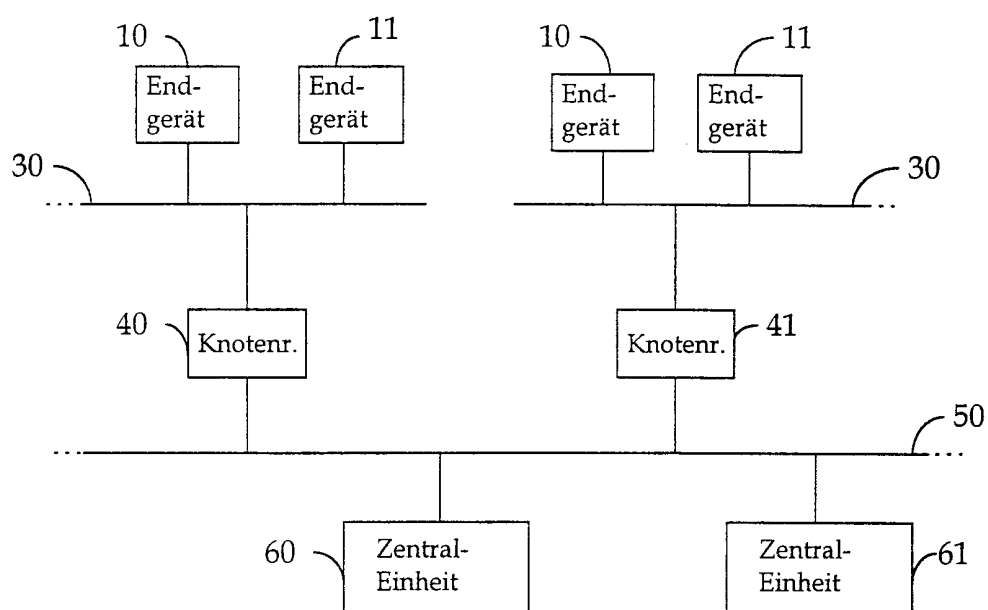 10
11
10
11
End-
gerät
End-
gerät
End-
gerät
End-
gerät
30
30
40
Knotenr.
Knotenr.
41
50
60
Zentral-
Einheit
Zentral-
Einheit
61